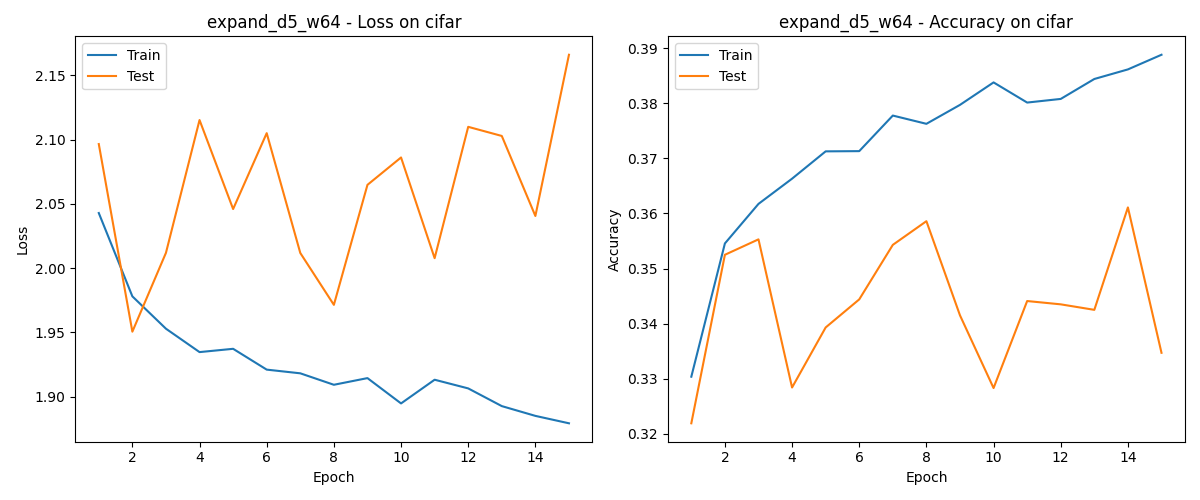 expand_d5_w64 - Loss on cifar
Train
Test
2.15
2.10
2.05
2.00
1.95
1.90
Loss
2 4 6 8 10 12 14
Epoch
expand_d5_w64 - Accuracy on cifar
Train
Test
0.39
0.38
0.37
0.36
0.35
0.34
0.33
0.32
Accuracy
2 4 6 8 10 12 14
Epoch